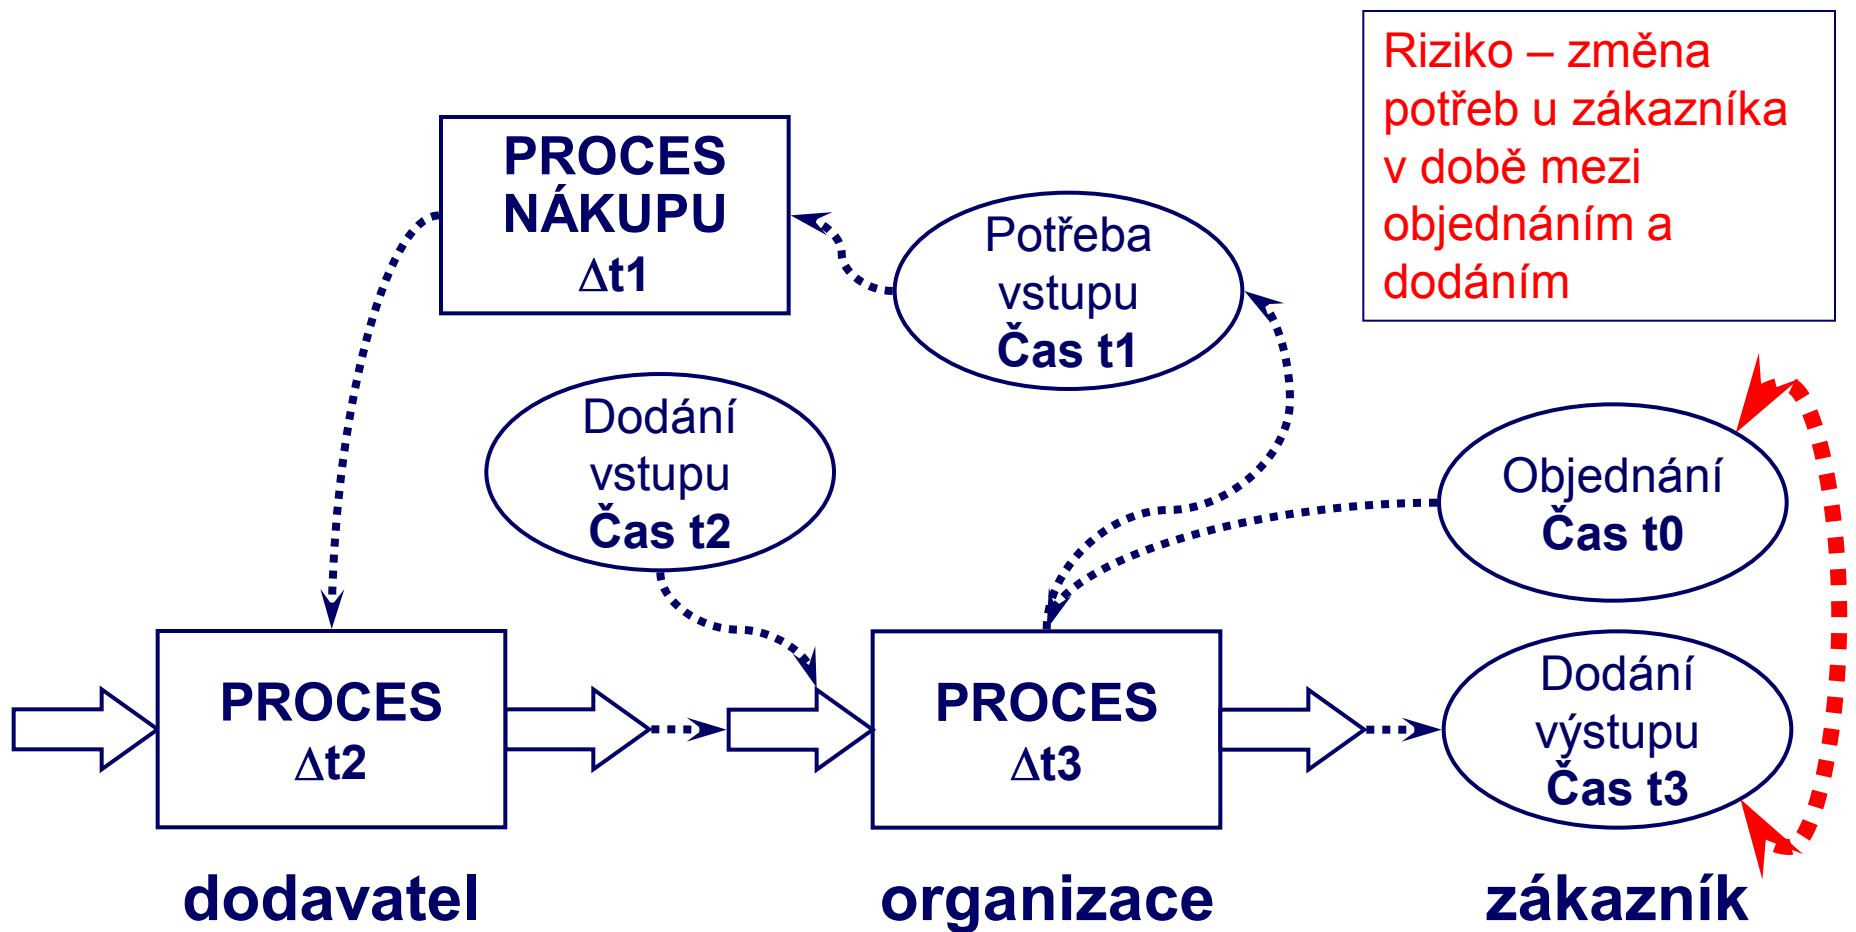 Riziko – změna
potřeb u zákazníka
v době mezi
objednáním a
dodáním
PROCES
NÁKUPU
Δt1
Potřeba
vstupu
Čas t1
Dodání
vstupu
Čas t2
Objednání
Čas t0
PROCES
Δt2
PROCES
Δt3
Dodání
výstupu
Čas t3
dodavatel
organizace
zákazník